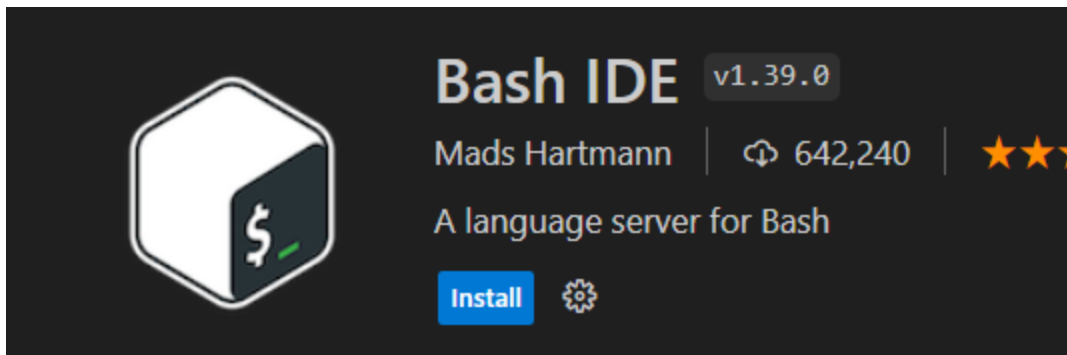 Bash IDE v1.39.0
Mads Hartmann 642,240
A language server for Bash
$_
Install